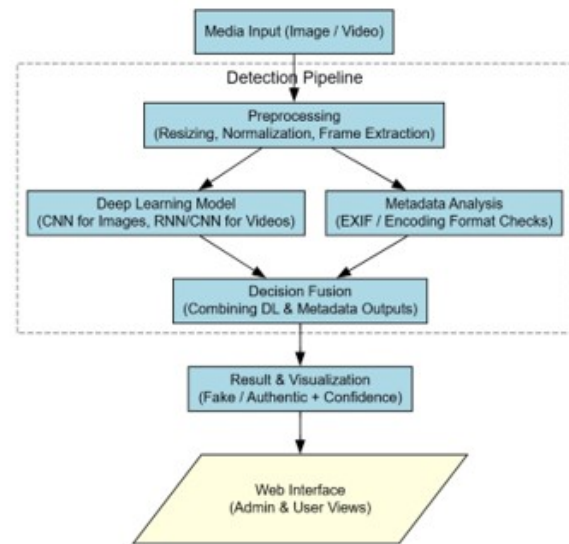 Media Input (Image / Video)
Detection Pipeline
Preprocessing
(Resizing, Normalization, Frame Extraction)
Deep Learning Model
(CNN for Images, RNN/CNN for Videos)
Metadata Analysis
(EXIF / Encoding Format Checks)
Decision Fusion
(Combining DL & Metadata Outputs)
Result & Visualization
(Fake / Authentic + Confidence)
Web Interface
(Admin & User Views)